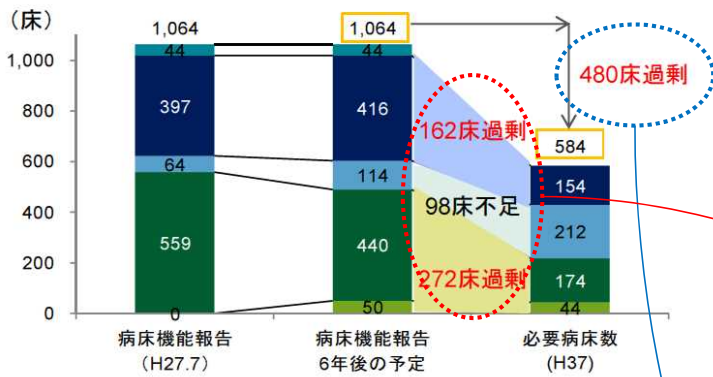 (床)
1,064
1,064
480床過剰
584
1,000
800
600
400
200
0
44
397
64
559
0
44
416
114
440
50
162床過剰
98床不足
272床過剰
154
212
174
44
病床機能報告
(H27.7)
病床機能報告
6年後の予定
必要病床数
(H37)